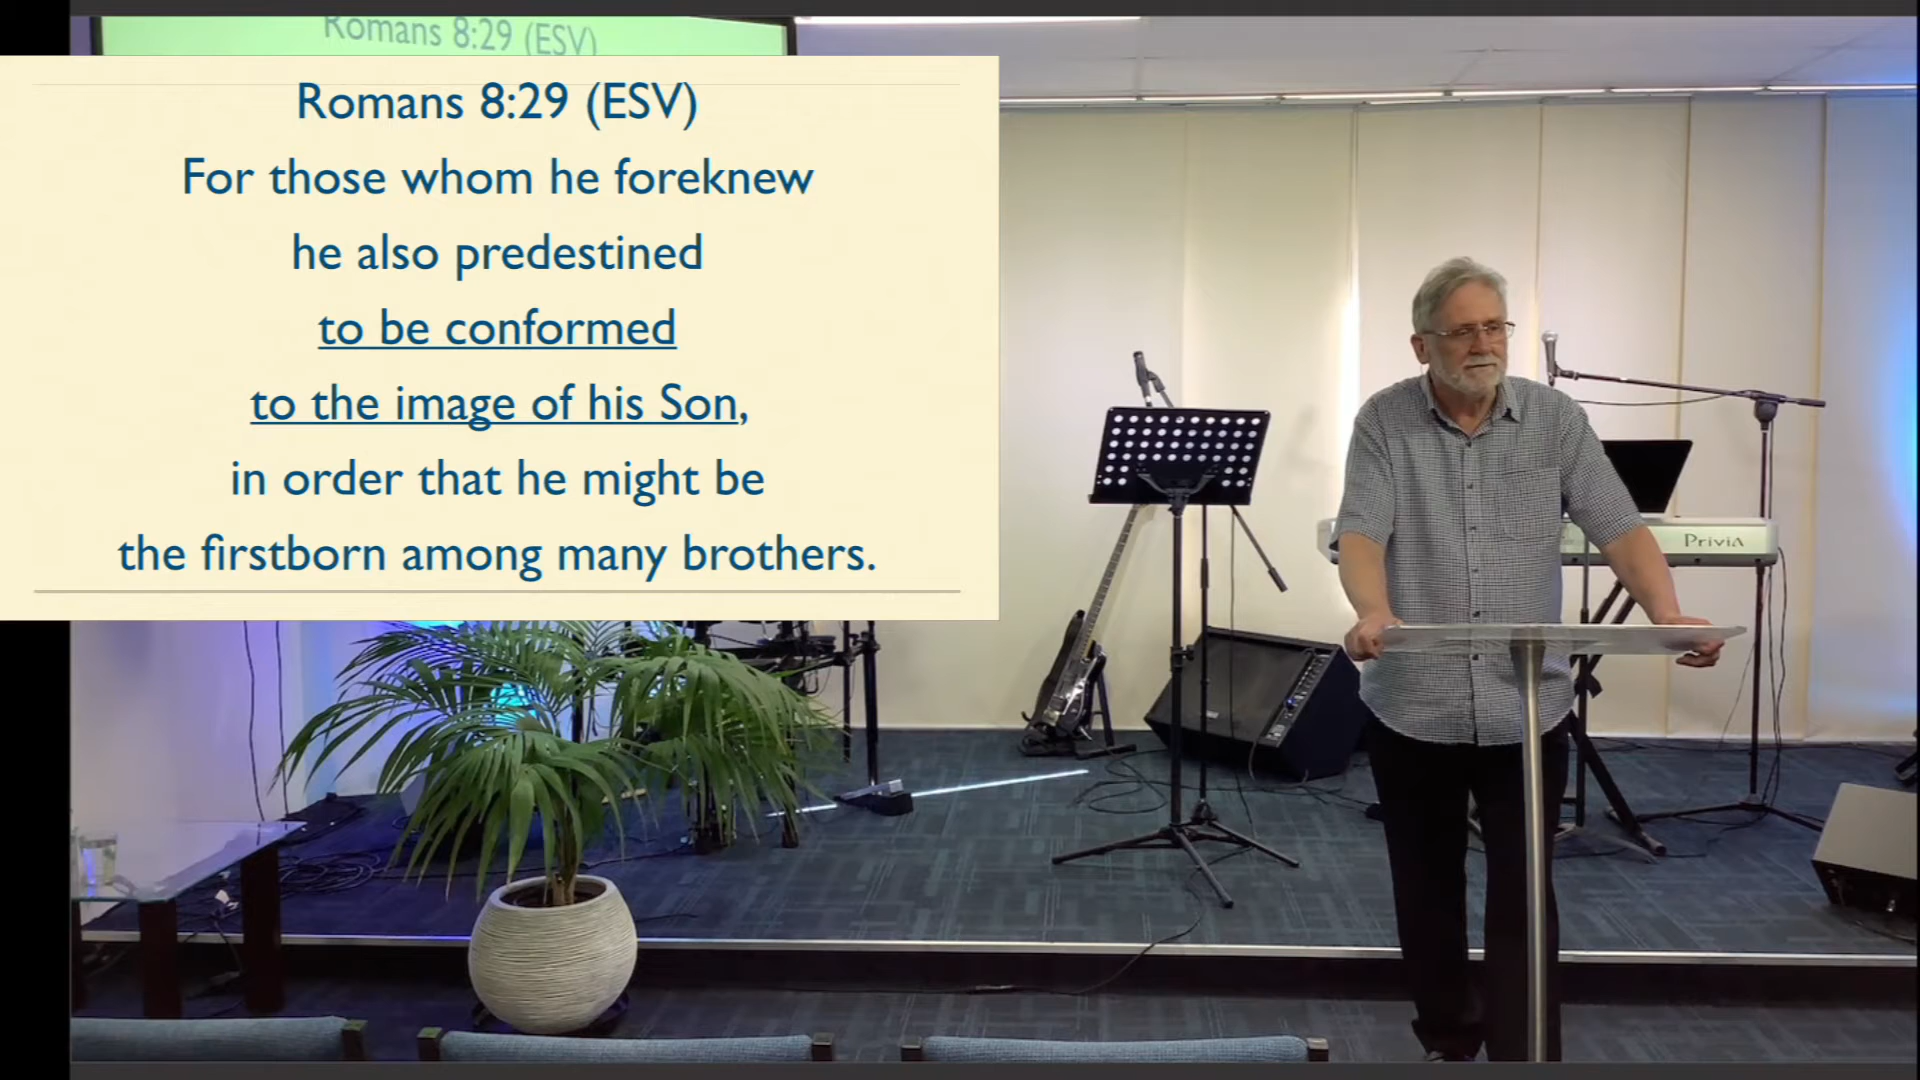 Romans 8:29 (ESV)
Romans 8:29 (ESV)
For those whom he foreknew
he also predestined
to be conformed
to the image of his Son,
in order that he might be
the firstborn among many brothers.
Privia